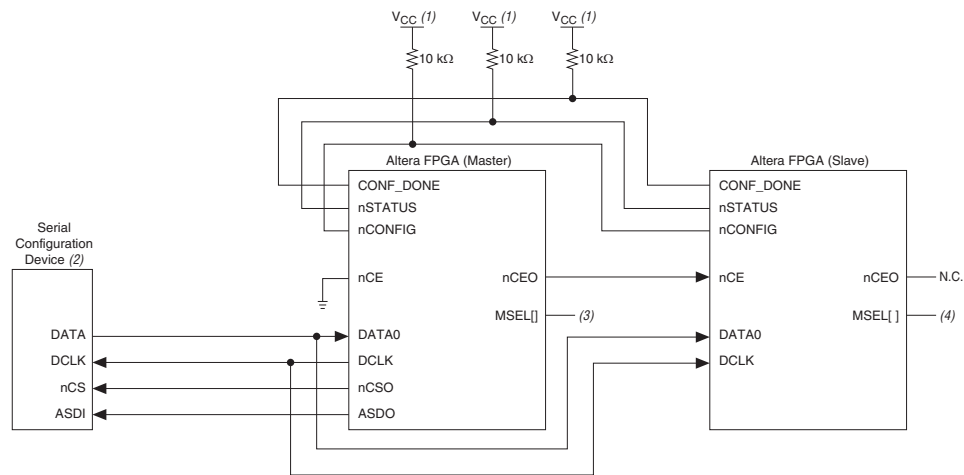 VCC (1) VCC (1) VCC (1)
10 kΩ 10 kΩ 10 kΩ
Altera FPGA (Master)
CONF_DONE
nSTATUS
nCONFIG
nCE nCEO
MSEL[] (3)
DATA0
DCLK
nCSO
ASDO
Altera FPGA (Slave)
CONF_DONE
nSTATUS
nCONFIG
nCE nCEO N.C.
MSEL[ ] (4)
DATA0
DCLK
Serial
Configuration
Device (2)
DATA
DCLK
nCS
ASDI